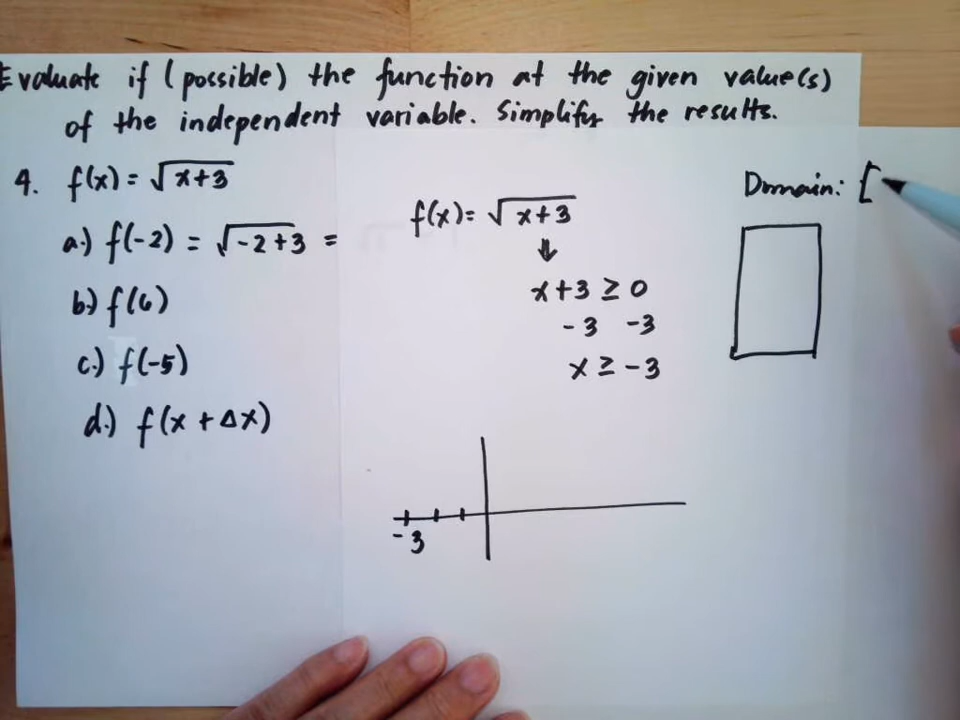 Evaluate if (possible) the function at the given value(s)
of the independent variable. Simplify the results.
4. f(x) = √x+3
a.) f(-2) = √-2+3 =
b.) f(6)
c.) f(-5)
d.) f(x + Δx)
f(x) = √x+3
↓
x+3 ≥ 0
-3 -3
x ≥ -3
-3
Domain: [